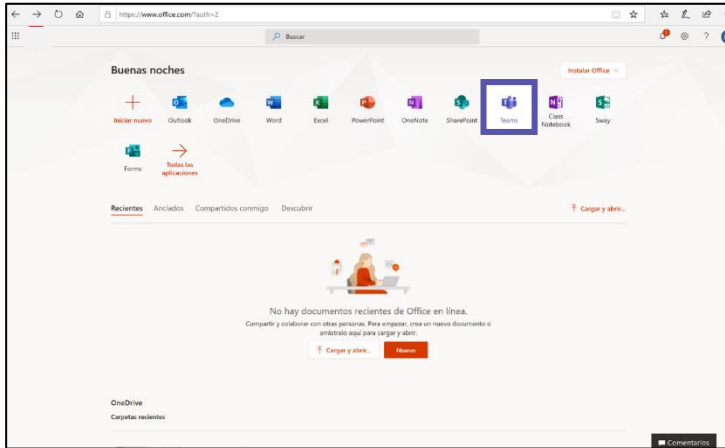 https://www.office.com/?auth=2
Buscar
Buenas noches
Instalar Office
Iniciar nuevo
Outlook
OneDrive
Word
Excel
PowerPoint
OneNote
SharePoint
Teams
Class
Notebook
Sway
Forms
Todas las
aplicaciones
Recientes Anclados Compartidos conmigo Descubrir
Cargar y abrir...
No hay documentos recientes de Office en línea.
Compartir y colaborar con otras personas. Para empezar, cree un nuevo documento o
arrástralo aquí para cargar y abrir.
Cargar y abrir...
Nuevo
OneDrive
Carpetas recientes
Comentarios